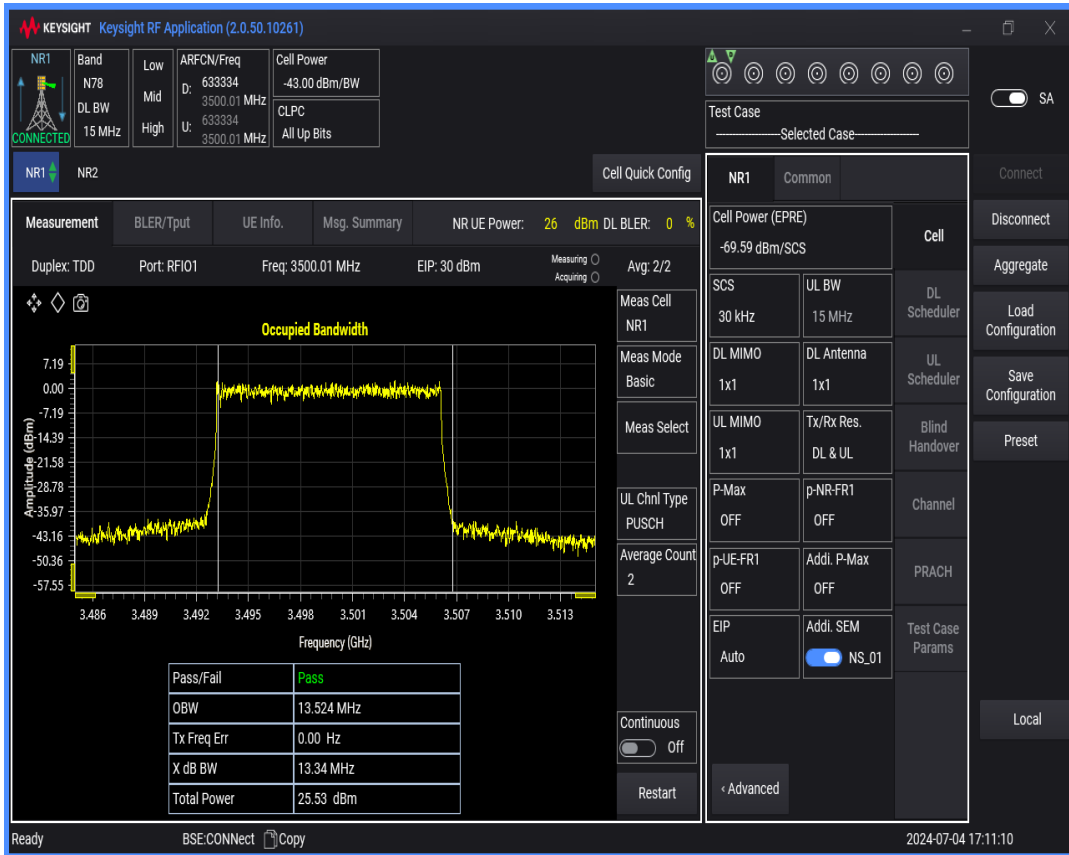 KEYSIGHT Keysight RF Application (2.0.50.10261)
NR1
CONNECTED
Band
N78
DL BW
15 MHz
Low
Mid
High
ARFCN/Freq
D: 633334
3500.01 MHz
U: 633334
3500.01 MHz
Cell Power
-43.00 dBm/BW
CLPC
All Up Bits
Test Case
----------Selected Case----------
SA
NR1
NR2
Cell Quick Config
NR1
Common
Connect
Disconnect
Aggregate
Load
Configuration
Save
Configuration
Preset
Local
Measurement
BLER/Tput
UE Info.
Msg. Summary
NR UE Power: 26 dBm DL BLER: 0 %
Duplex: TDD
Port: RFIO1
Freq: 3500.01 MHz
EIP: 30 dBm
Measuring
Acquiring
Avg: 2/2
Occupied Bandwidth
Amplitude (dBm)
7.19
0.00
-7.19
-14.39
-21.58
-28.78
-35.97
-43.16
-50.36
-57.55
3.486 3.489 3.492 3.495 3.498 3.501 3.504 3.507 3.510 3.513
Frequency (GHz)
Pass/Fail Pass
OBW 13.524 MHz
Tx Freq Err 0.00 Hz
X dB BW 13.34 MHz
Total Power 25.53 dBm
Meas Cell
NR1
Meas Mode
Basic
Meas Select
UL Chnl Type
PUSCH
Average Count
2
Continuous
Off
Restart
Cell Power (EPRE)
-69.59 dBm/SCS
SCS
30 kHz
UL BW
15 MHz
DL MIMO
1x1
DL Antenna
1x1
UL MIMO
1x1
Tx/Rx Res.
DL & UL
P-Max
OFF
p-NR-FR1
OFF
p-UE-FR1
OFF
Addi. P-Max
OFF
EIP
Auto
Addi. SEM
NS_01
‹ Advanced
Cell
DL
Scheduler
UL
Scheduler
Blind
Handover
Channel
PRACH
Test Case
Params
Ready
BSE:CONNect
Copy
2024-07-04 17:11:10